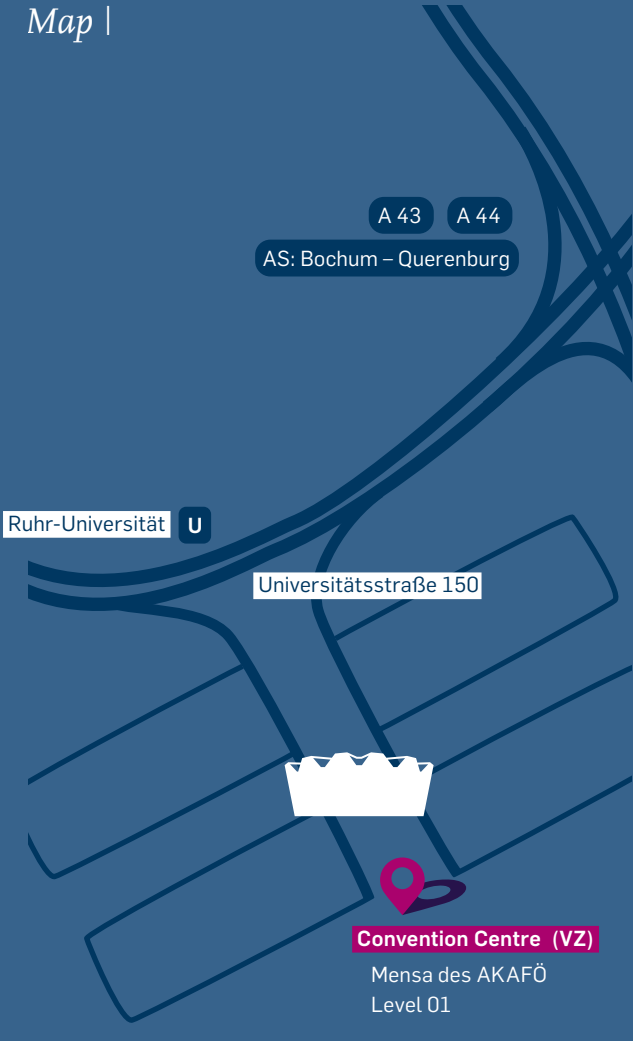 Map |
A 43 A 44
AS: Bochum – Querenburg
Ruhr-Universität U
Universitätsstraße 150
Convention Centre (VZ)
Mensa des AKAFÖ
Level 01